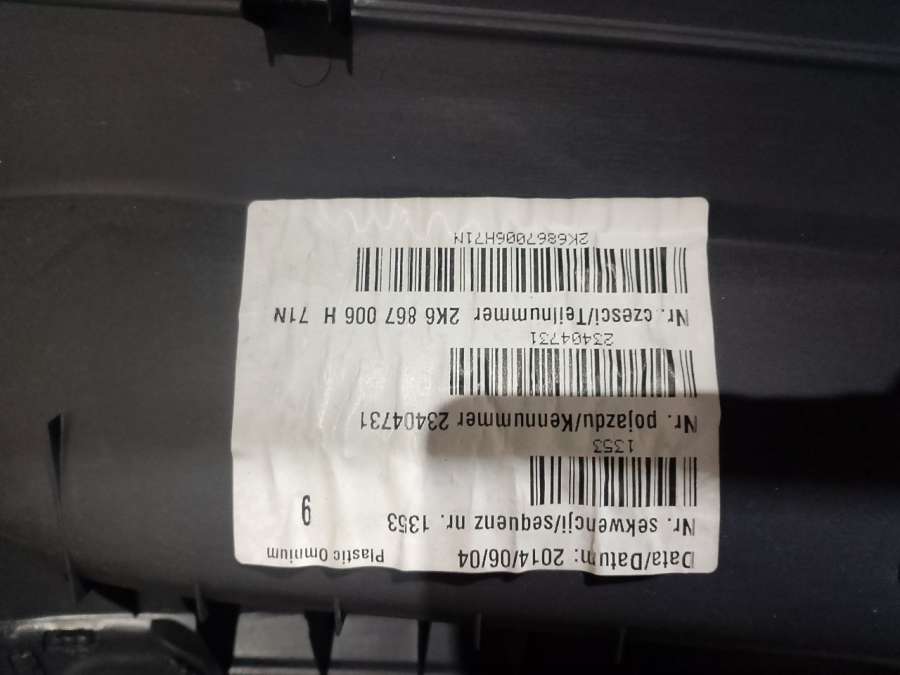 Data/Datum: 2014/06/04 Plastic Omnium
Nr. sekwencji/sequenz nr. 1353
6
1353
Nr. pojazdu/Kennummer 23404731
23404731
Nr. czesci/Teilnummer 2K6 867 006 H 71N
2K6867006H71N